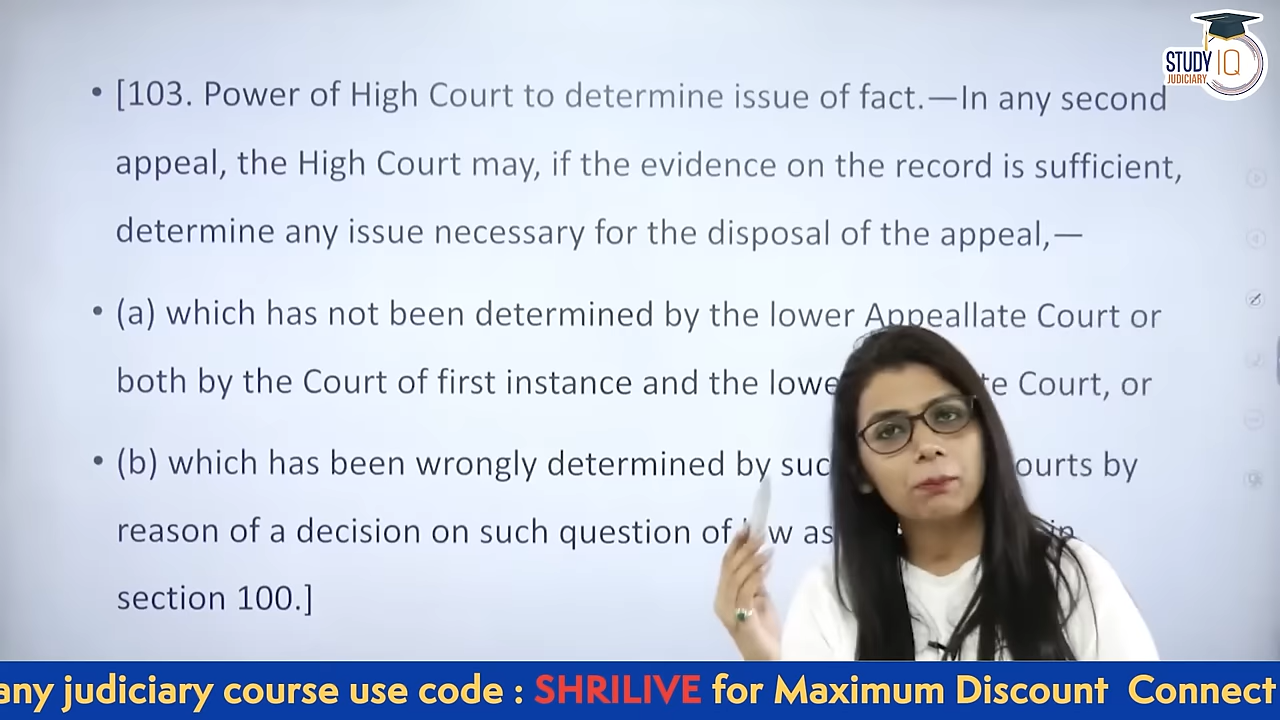 • [103. Power of High Court to determine issue of fact.—In any second
appeal, the High Court may, if the evidence on the record is sufficient,
determine any issue necessary for the disposal of the appeal,—
• (a) which has not been determined by the lower Appellate Court or
both by the Court of first instance and the lowe te Court, or
• (b) which has been wrongly determined by suc ourts by
reason of a decision on such question of w as in
section 100.]
STUDY IQ
JUDICIARY
any judiciary course use code : SHRILIVE for Maximum Discount Connect